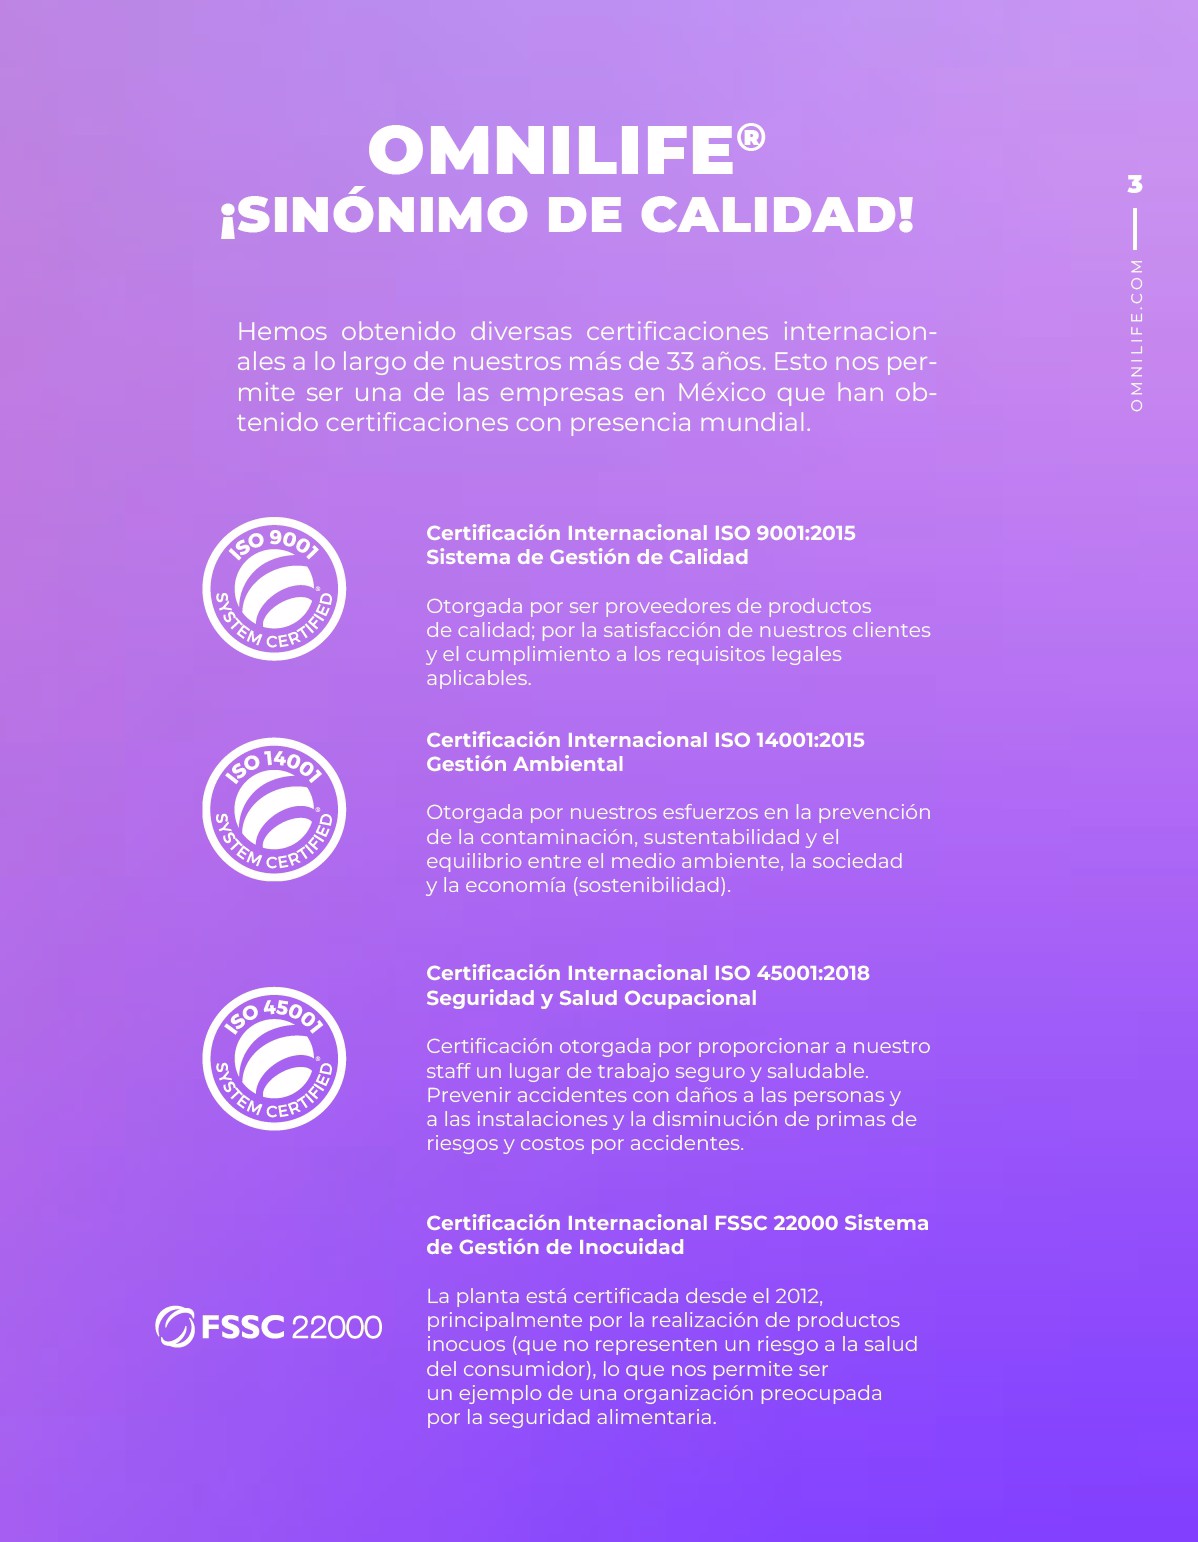 OMNILIFE®
¡SINÓNIMO DE CALIDAD!
3
OMNILIFE.COM
Hemos obtenido diversas certificaciones internacion-
ales a lo largo de nuestros más de 33 años. Esto nos per-
mite ser una de las empresas en México que han ob-
tenido certificaciones con presencia mundial.
ISO 9001
SYSTEM CERTIFIED
®
Certificación Internacional ISO 9001:2015
Sistema de Gestión de Calidad
Otorgada por ser proveedores de productos
de calidad; por la satisfacción de nuestros clientes
y el cumplimiento a los requisitos legales
aplicables.
ISO 14001
SYSTEM CERTIFIED
®
Certificación Internacional ISO 14001:2015
Gestión Ambiental
Otorgada por nuestros esfuerzos en la prevención
de la contaminación, sustentabilidad y el
equilibrio entre el medio ambiente, la sociedad
y la economía (sostenibilidad).
ISO 45001
SYSTEM CERTIFIED
®
Certificación Internacional ISO 45001:2018
Seguridad y Salud Ocupacional
Certificación otorgada por proporcionar a nuestro
staff un lugar de trabajo seguro y saludable.
Prevenir accidentes con daños a las personas y
a las instalaciones y la disminución de primas de
riesgos y costos por accidentes.
FSSC 22000
Certificación Internacional FSSC 22000 Sistema
de Gestión de Inocuidad
La planta está certificada desde el 2012,
principalmente por la realización de productos
inocuos (que no representen un riesgo a la salud
del consumidor), lo que nos permite ser
un ejemplo de una organización preocupada
por la seguridad alimentaria.